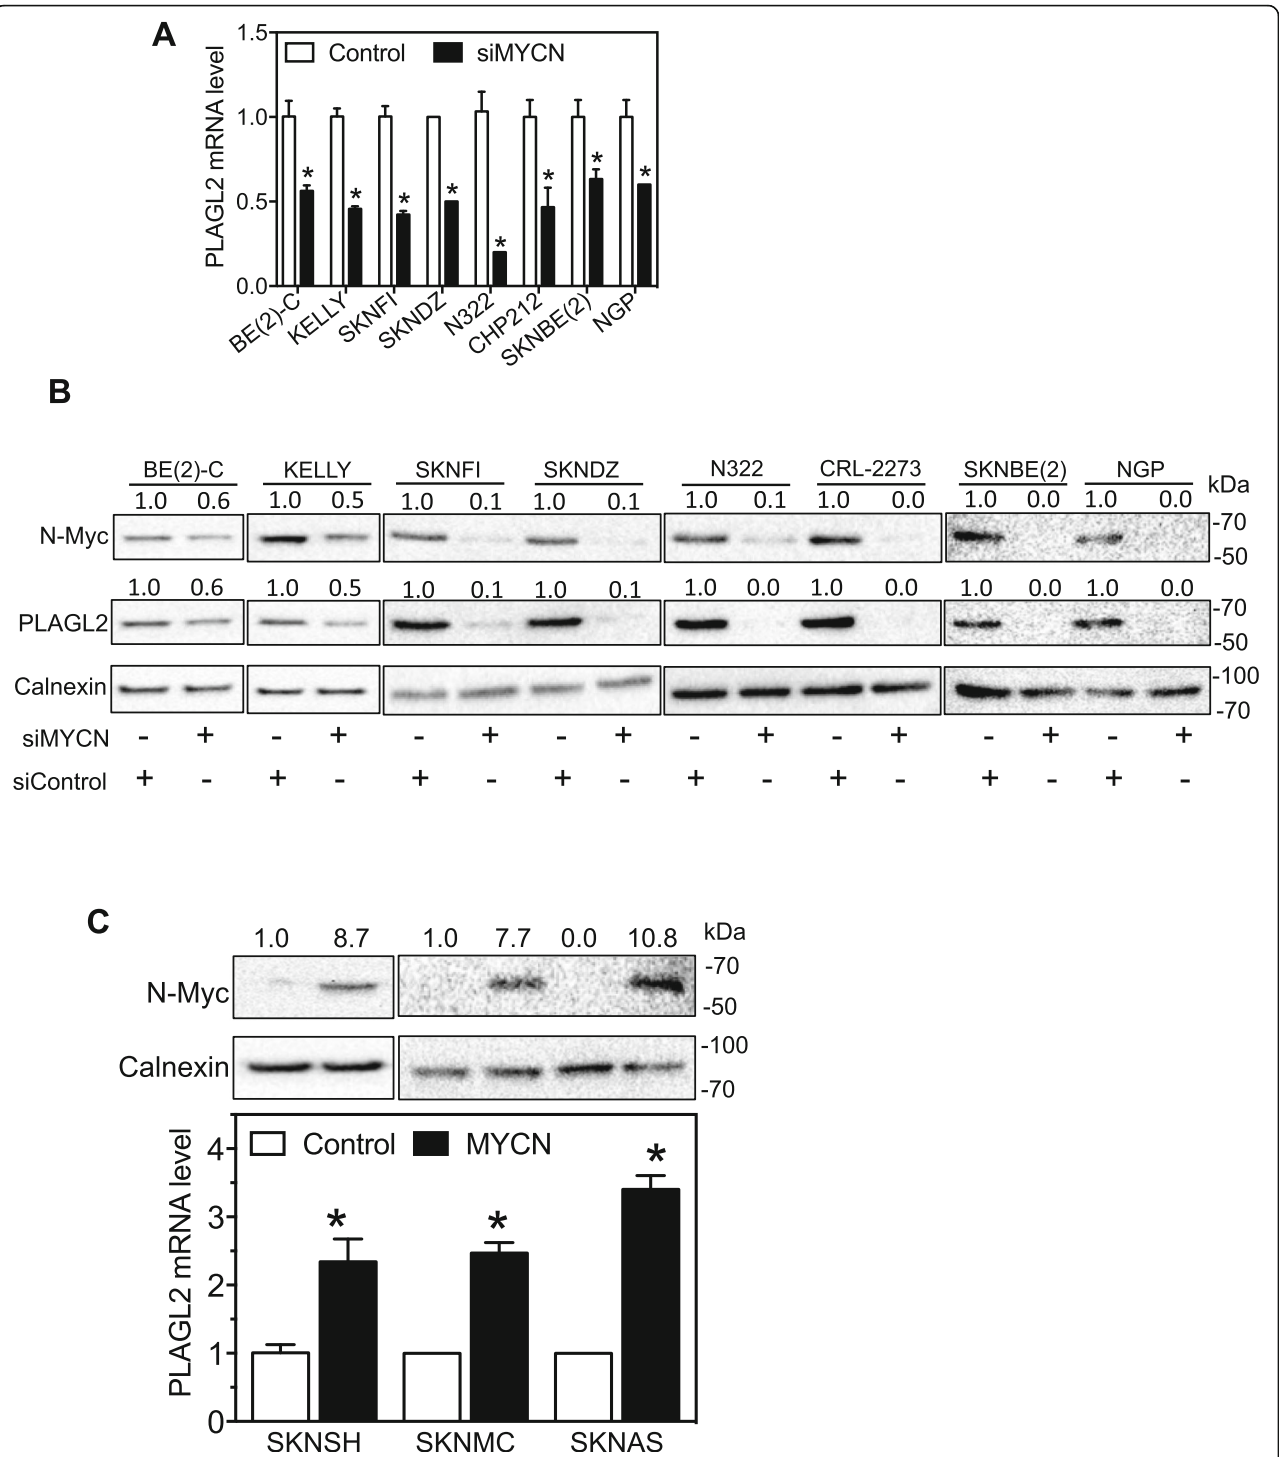 A
PLAGL2 mRNA level
1.5
1.0
0.5
0.0
Control siMYCN
* * * * * * * *
BE(2)-C KELLY SKNFI SKNDZ N322 CHP212 SKNBE(2) NGP
B
BE(2)-C KELLY SKNFI SKNDZ N322 CRL-2273 SKNBE(2) NGP kDa
1.0 0.6 1.0 0.5 1.0 0.1 1.0 0.1 1.0 0.1 1.0 0.0 1.0 0.0 1.0 0.0
N-Myc -70
-50
1.0 0.6 1.0 0.5 1.0 0.1 1.0 0.1 1.0 0.0 1.0 0.0 1.0 0.0 1.0 0.0
PLAGL2 -70
-50
Calnexin -100
-70
siMYCN - + - + - + - + - + - + - + - +
siControl + - + - + - + - + - + - + - + -
C
1.0 8.7 1.0 7.7 0.0 10.8 kDa
N-Myc -70
-50
Calnexin -100
-70
PLAGL2 mRNA level
4
3
2
1
0
Control MYCN
* * *
SKNSH SKNMC SKNAS